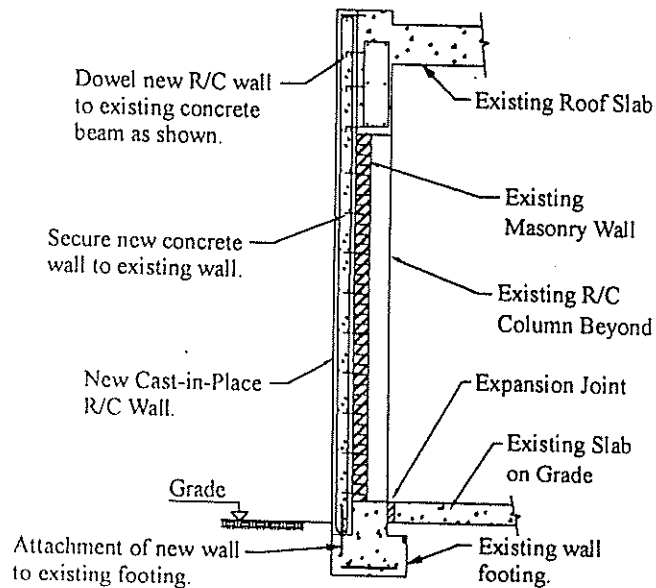 Dowel new R/C wall
to existing concrete
beam as shown.
Existing Roof Slab
Existing
Masonry Wall
Secure new concrete
wall to existing wall.
Existing R/C
Column Beyond
New Cast-in-Place
R/C Wall.
Expansion Joint
Existing Slab
on Grade
Grade
Attachment of new wall
to existing footing.
Existing wall
footing.